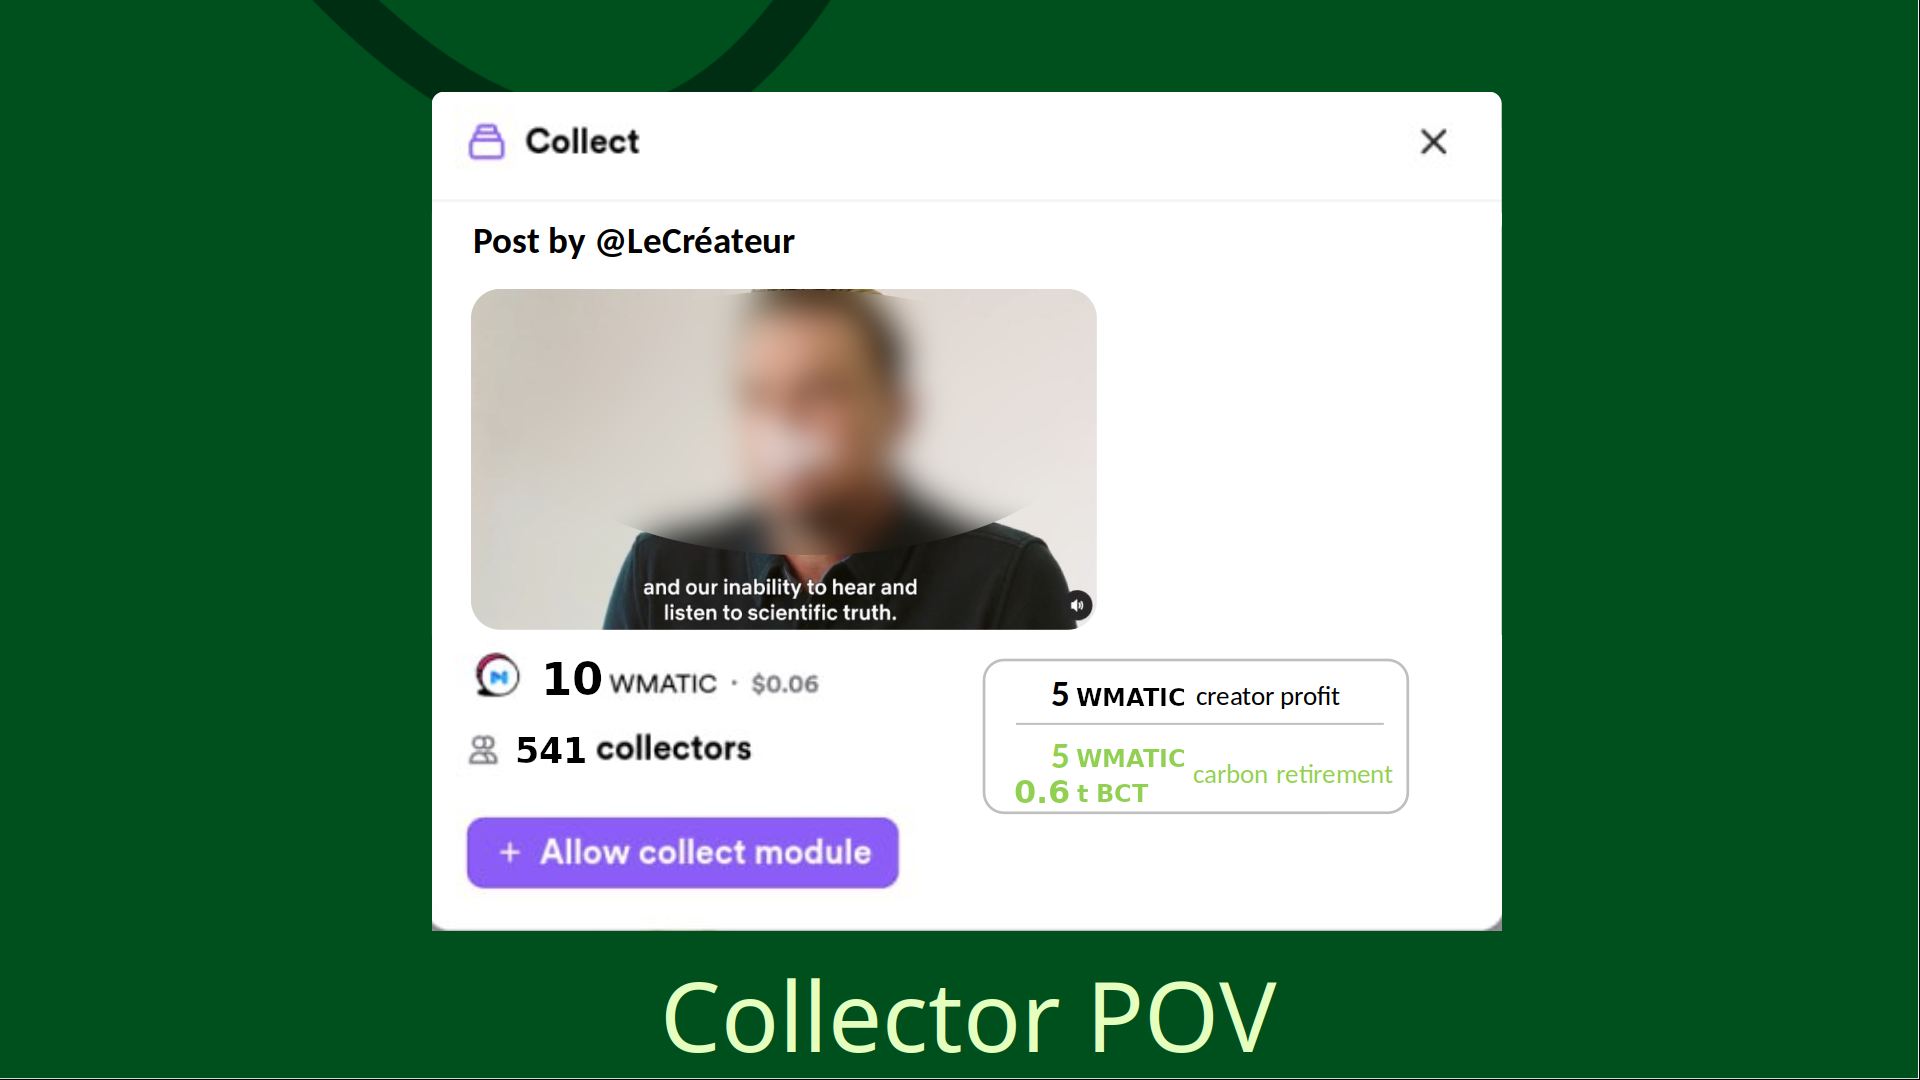 Collect
Post by @LeCréateur
and our inability to hear and
listen to scientific truth.
10 WMATIC · $0.06
541 collectors
5 WMATIC creator profit
5 WMATIC
carbon retirement
0.6 t BCT
+ Allow collect module
Collector POV